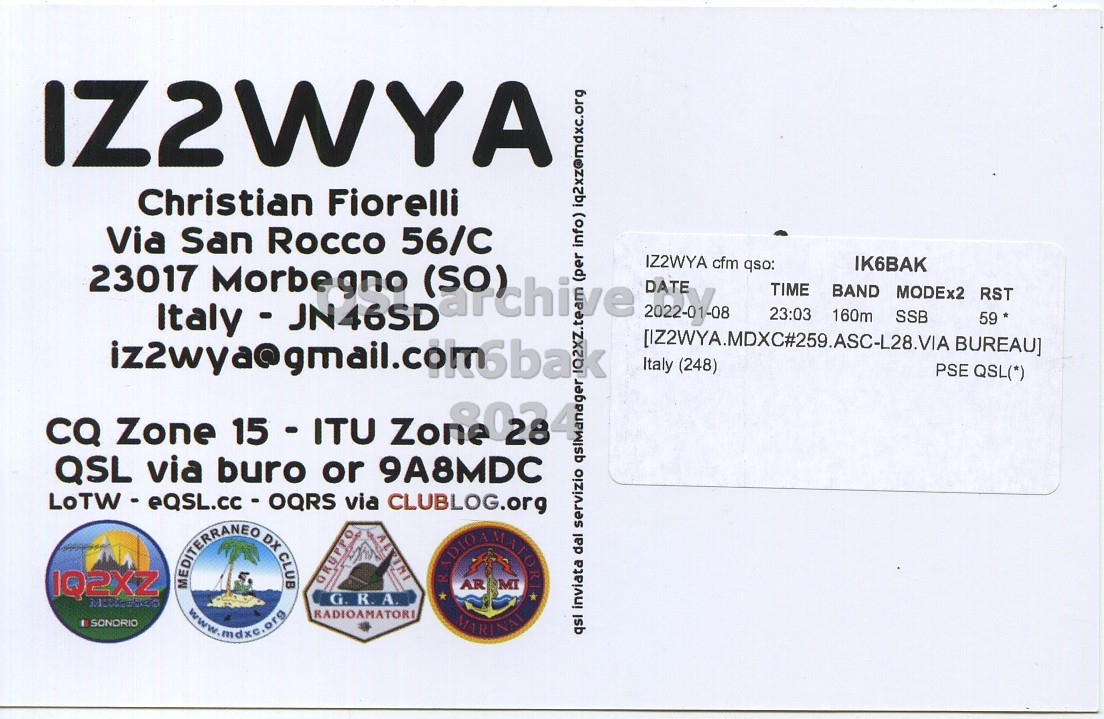 IZ2WYA
Christian Fiorelli
Via San Rocco 56/C
23017 Morbegno (SO)
Italy - JN46SD
iz2wya@gmail.com
CQ Zone 15 - ITU Zone 28
QSL via buro or 9A8MDC
LoTW - eQSL.cc - OQRS via CLUBLOG.org
IQ2XZ
SONDRIO
MEDITERRANEO DX CLUB
www.mdxc.org
GRUPPO ALPINI
G. R. A.
RADIOAMATORI
RADIOAMATORI
AR MI
MARINAI
qsi inviata dal servizio qslManager IQ2XZ.team (per info) iq2xz@mdxc.org
IZ2WYA cfm qso: IK6BAK
DATE TIME BAND MODEx2 RST
2022-01-08 23:03 160m SSB 59 *
[IZ2WYA.MDXC#259.ASC-L28.VIA BUREAU]
Italy (248) PSE QSL(*)
QSL archive by
ik6bak
8024